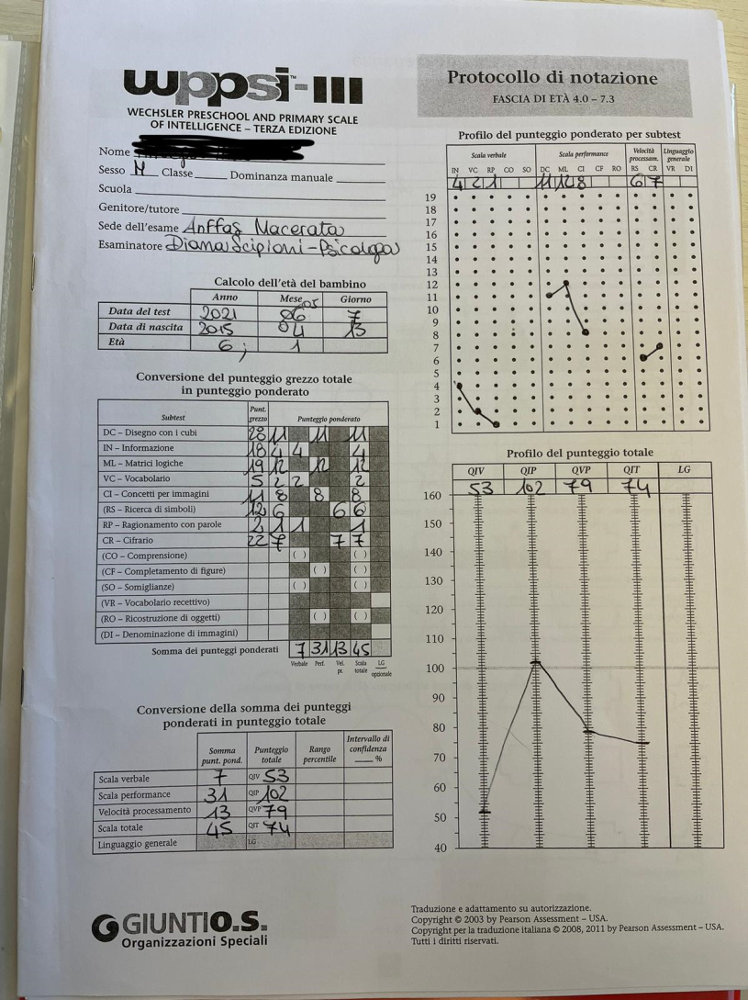 wppsi™-III
WECHSLER PRESCHOOL AND PRIMARY SCALE
OF INTELLIGENCE – TERZA EDIZIONE
Nome
Sesso M Classe Dominanza manuale
Scuola
Genitore/tutore
Sede dell'esame Anffas Macerata
Esaminatore Diana Scipioni - Psicologa
Calcolo dell'età del bambino
Anno Mese Giorno
Data del test 2021 06 05 7
Data di nascita 2015 04 13
Età 6; 1
Conversione del punteggio grezzo totale
in punteggio ponderato
Subtest Punt. grezzo Punteggio ponderato
DC – Disegno con i cubi 28 11 11 11
IN – Informazione 18 4 4 4
ML – Matrici logiche 19 12 12 12
VC – Vocabolario 5 2 2 2
CI – Concetti per immagini 11 8 8 8
(RS – Ricerca di simboli) 12 6 6 6
RP – Ragionamento con parole 2 1 1 1
CR – Cifrario 22 7 7 7
(CO – Comprensione) ( ) ( )
(CF – Completamento di figure) ( ) ( )
(SO – Somiglianze) ( ) ( )
(VR – Vocabolario recettivo)
(RO – Ricostruzione di oggetti) ( ) ( )
(DI – Denominazione di immagini)
Somma dei punteggi ponderati 7 31 13 45
Verbale Perf. Vel. pr. Scala totale LG opzionale
Conversione della somma dei punteggi
ponderati in punteggio totale
Somma punt. pond. Punteggio totale Rango percentile Intervallo di confidenza ____ %
Scala verbale 7 QIV 53
Scala performance 31 QIP 102
Velocità processamento 13 QVP 79
Scala totale 45 QIT 74
Linguaggio generale LG
GIUNTI O.S.
Organizzazioni Speciali
Protocollo di notazione
FASCIA DI ETÀ 4.0 – 7.3
Profilo del punteggio ponderato per subtest
Scala verbale Scala performance Velocità processam. Linguaggio generale
IN VC RP CO SO DC ML CI CF RO RS CR VR DI
4 2 1 11 12 8 6 7
19
18
17
16
15
14
13
12
11
10
9
8
7
6
5
4
3
2
1
Profilo del punteggio totale
QIV QIP QVP QIT LG
53 102 79 74
160
150
140
130
120
110
100
90
80
70
60
50
40
Traduzione e adattamento su autorizzazione.
Copyright © 2003 by Pearson Assessment – USA.
Copyright per la traduzione italiana © 2008, 2011 by Pearson Assessment – USA.
Tutti i diritti riservati.